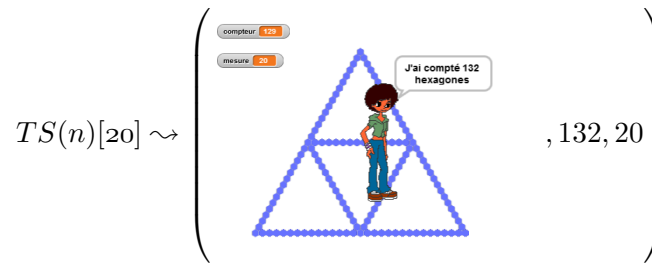 compteur 129
mesure 20
J'ai compté 132
hexagones
TS(n)[20] ⤳ ( , 132, 20 )